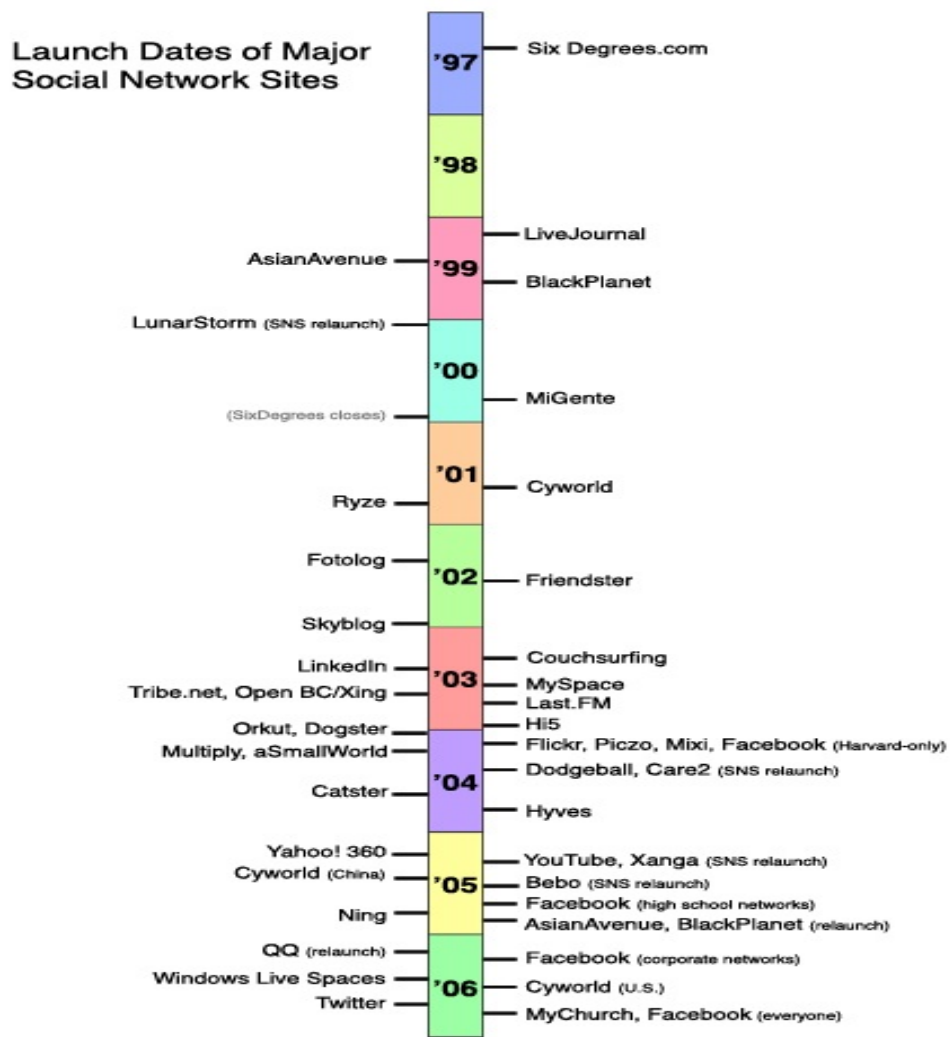 Launch Dates of Major
Social Network Sites
'97
Six Degrees.com
'98
'99
LiveJournal
AsianAvenue
BlackPlanet
LunarStorm (SNS relaunch)
'00
MiGente
(SixDegrees closes)
'01
Cyworld
Ryze
'02
Fotolog
Friendster
Skyblog
'03
Couchsurfing
LinkedIn
MySpace
Tribe.net, Open BC/Xing
Last.FM
Hi5
Orkut, Dogster
'04
Flickr, Piczo, Mixi, Facebook (Harvard-only)
Multiply, aSmallWorld
Dodgeball, Care2 (SNS relaunch)
Catster
Hyves
'05
Yahoo! 360
YouTube, Xanga (SNS relaunch)
Cyworld (China)
Bebo (SNS relaunch)
Facebook (high school networks)
Ning
AsianAvenue, BlackPlanet (relaunch)
'06
QQ (relaunch)
Facebook (corporate networks)
Windows Live Spaces
Cyworld (U.S.)
Twitter
MyChurch, Facebook (everyone)